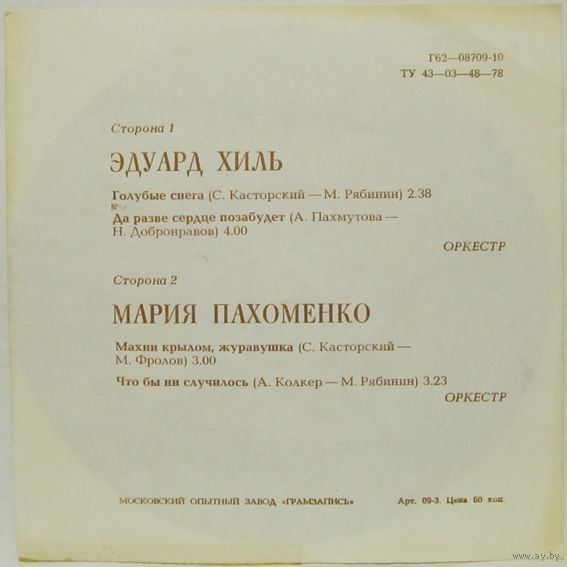 Г62—08709-10
ТУ 43—03—48—78
Сторона 1
ЭДУАРД ХИЛЬ
Голубые снега (С. Касторский — М. Рябинин) 2.38
Да разве сердце позабудет (А. Пахмутова —
Н. Добронравов) 4.00
ОРКЕСТР
Сторона 2
МАРИЯ ПАХОМЕНКО
Махни крылом, журавушка (С. Касторский —
М. Фролов) 3.00
Что бы ни случилось (А. Колкер — М. Рябинин) 3.23
ОРКЕСТР
МОСКОВСКИЙ ОПЫТНЫЙ ЗАВОД «ГРАМЗАПИСЬ»
Арт. 09-3. Цена 60 коп.
www.ay.by